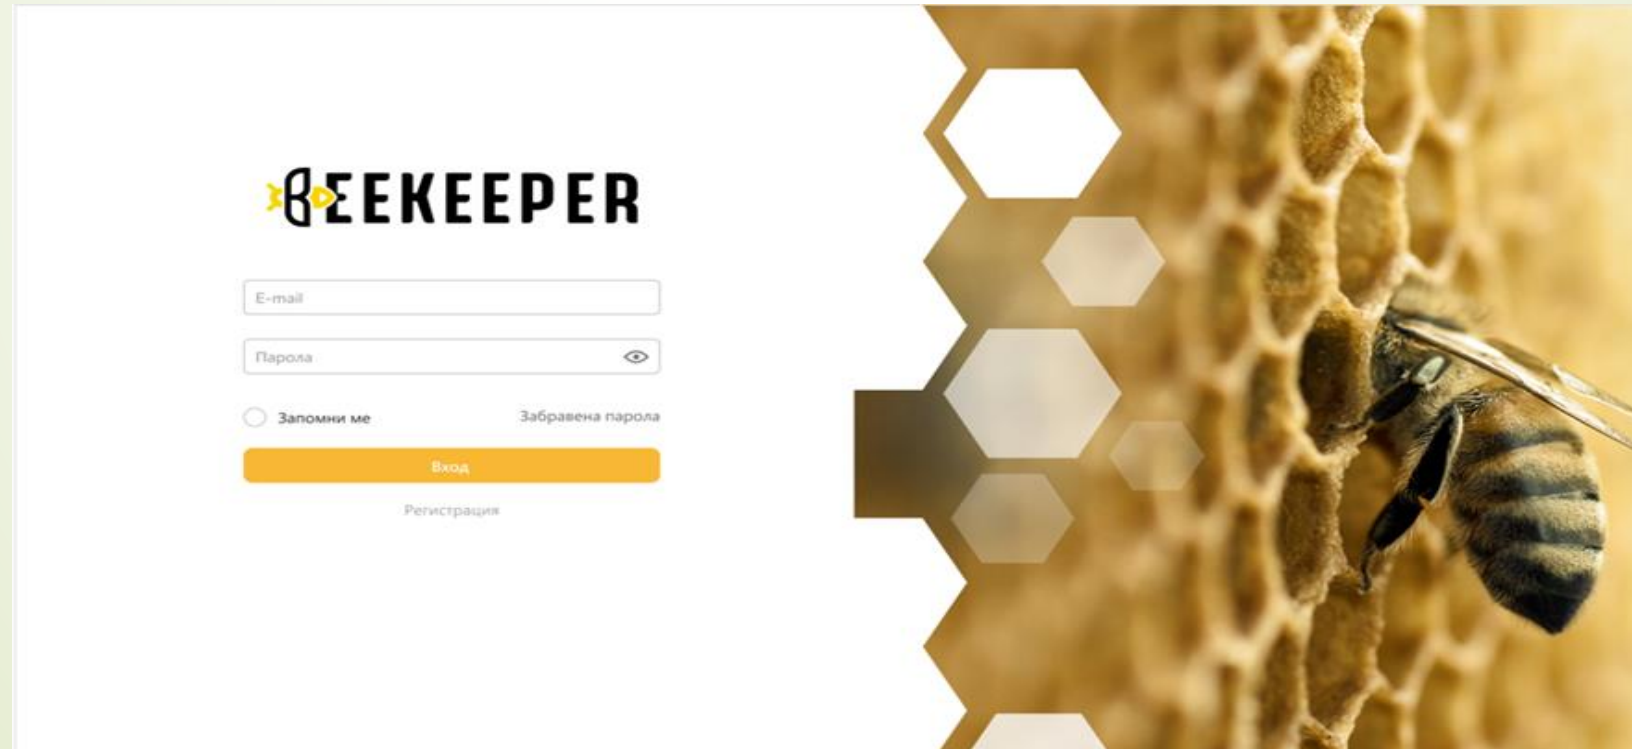 BEEKEEPER
E-mail
Парола
Запомни ме
Забравена парола
Вход
Регистрация